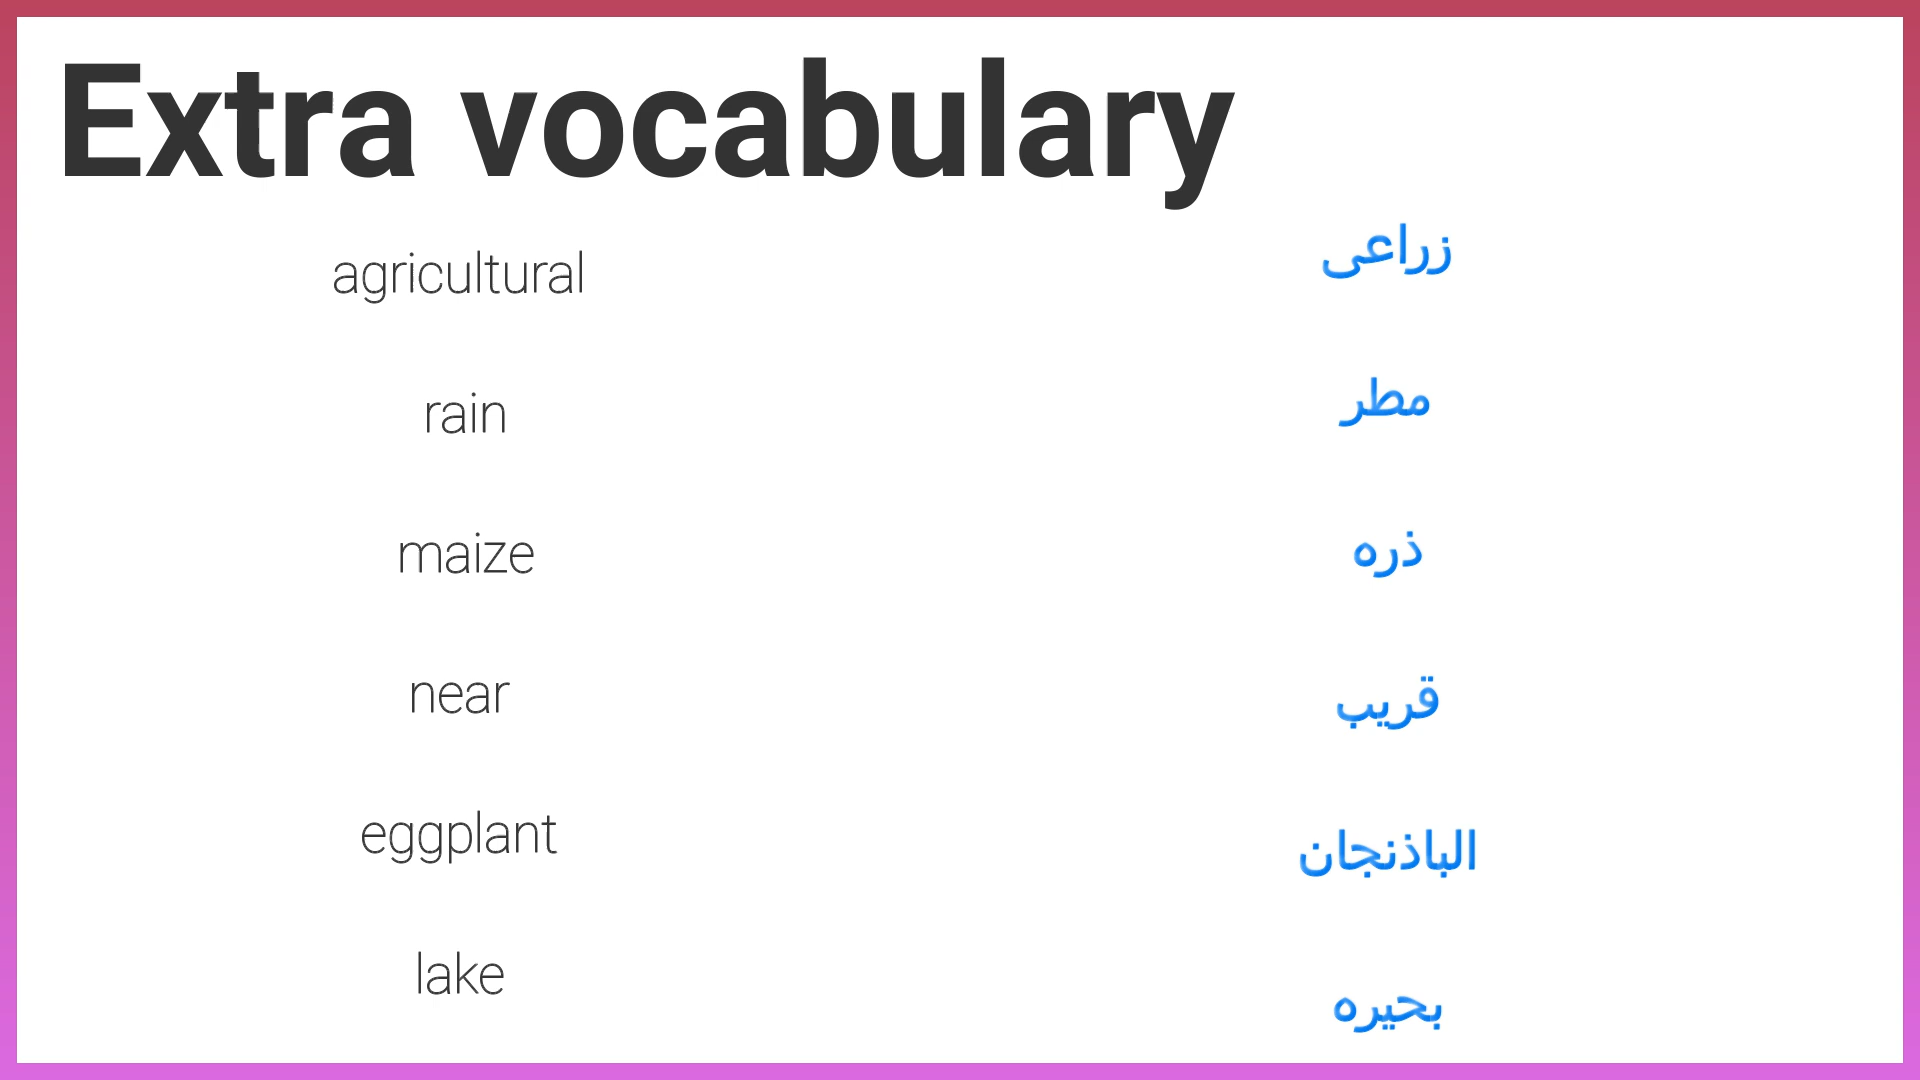 Extra vocabulary
agricultural زراعى
rain مطر
maize ذره
near قريب
eggplant الباذنجان
lake بحيره